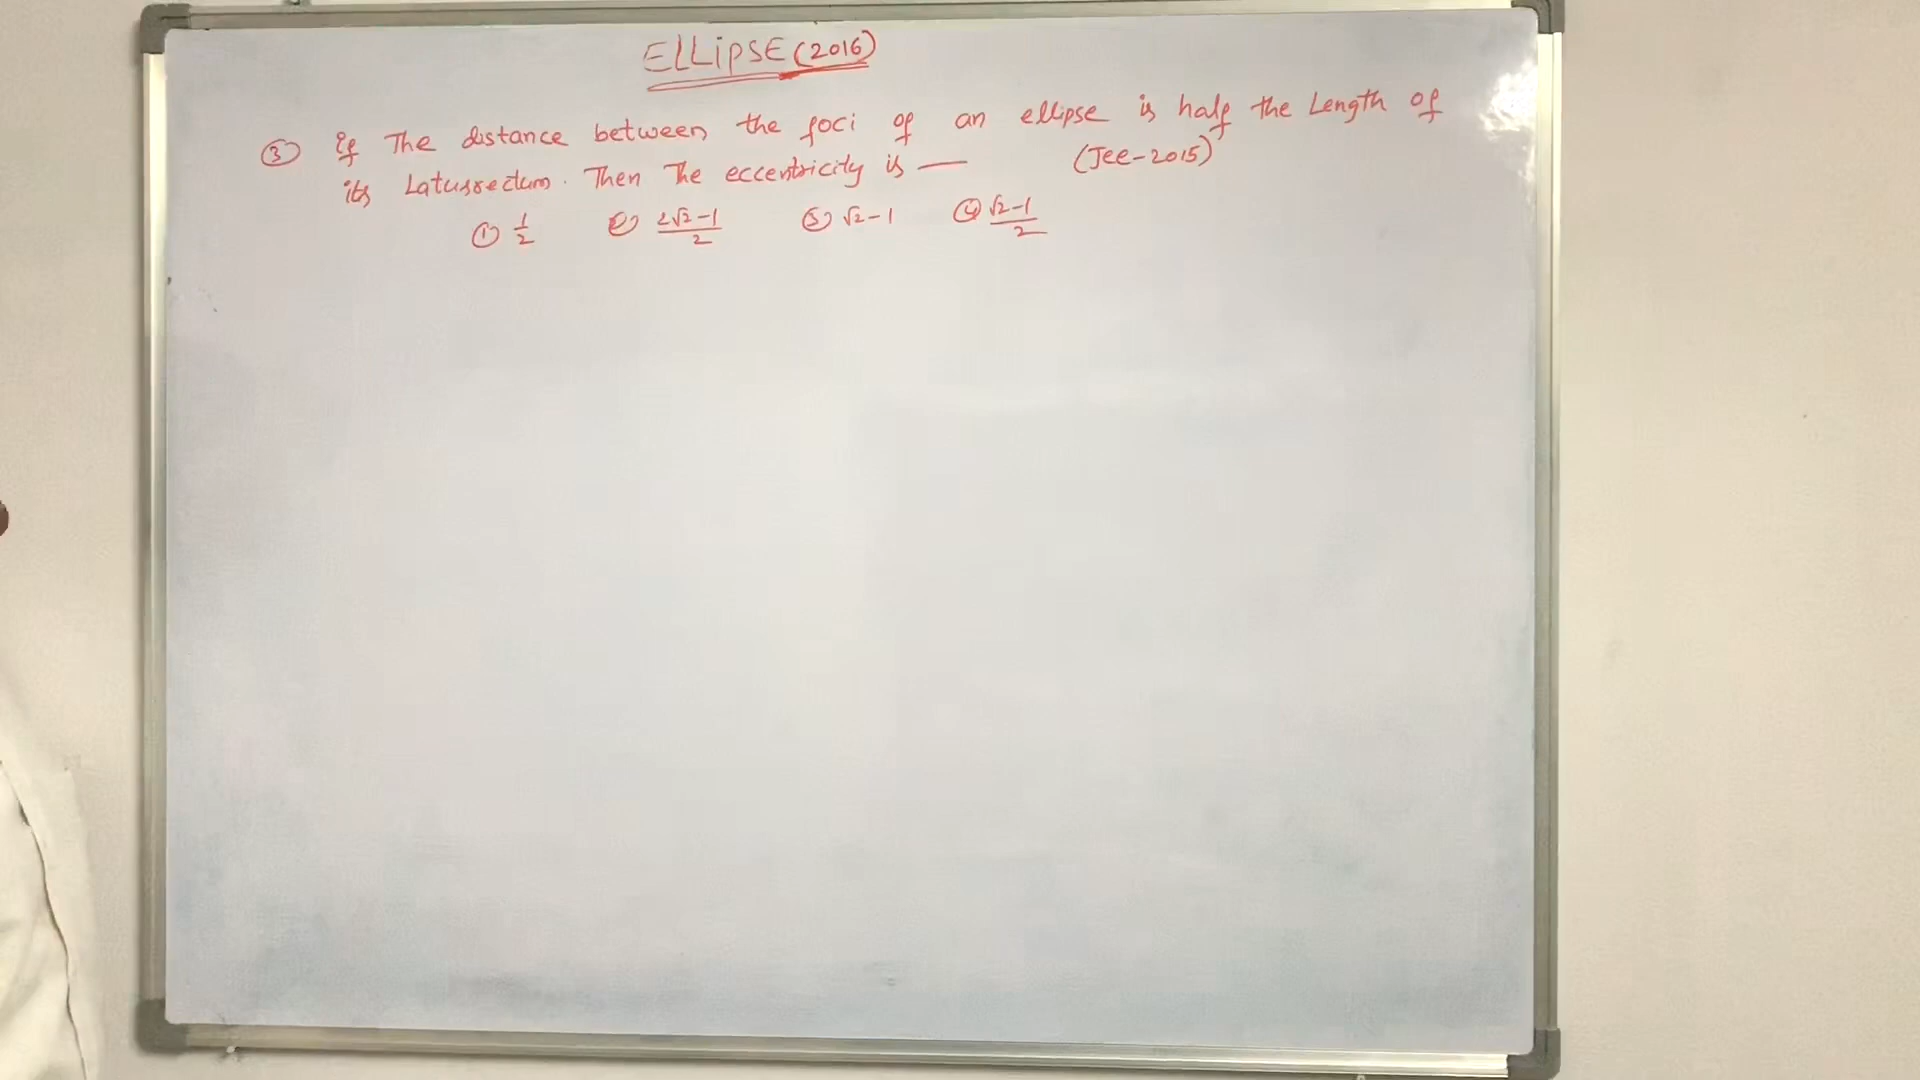 ELLIPSE (2016)
③ If The distance between the foci of an ellipse is half the Length of
its Latusrectum. Then The eccentricity is — (Jee-2015)
① 1/2 ② 2√2-1/2 ③ √2-1 ④ √2-1/2